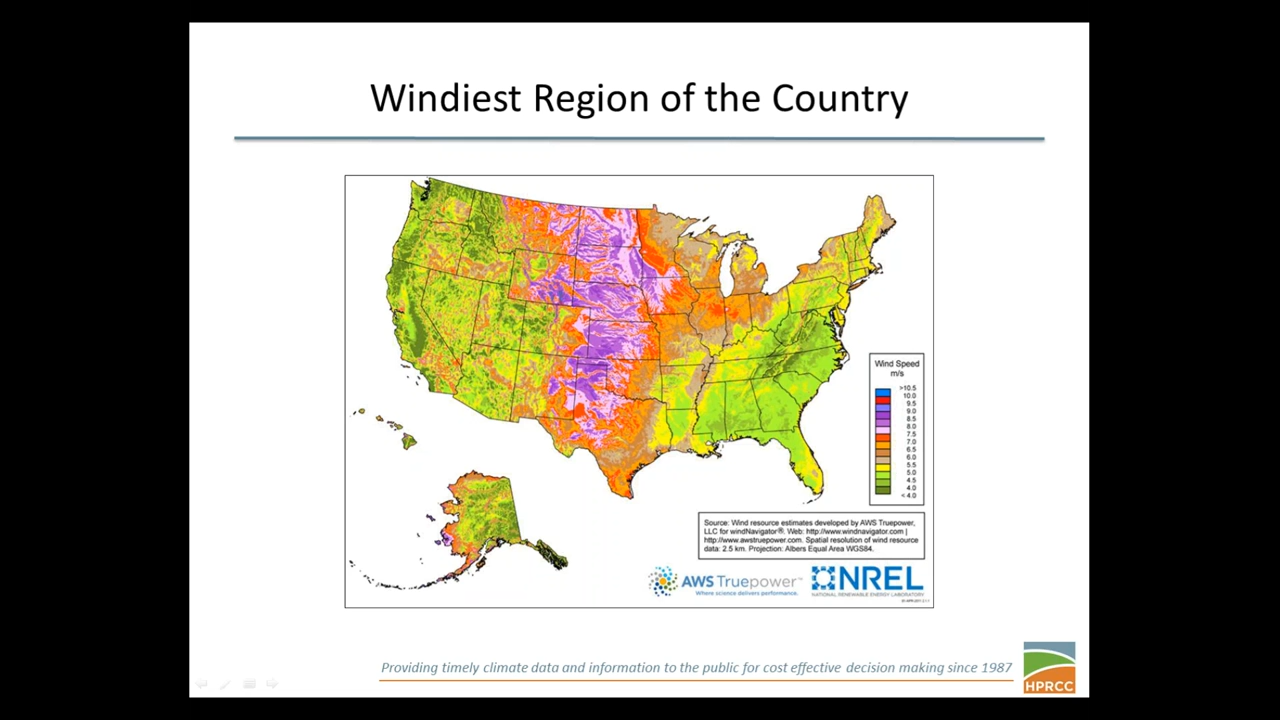 Windiest Region of the Country
Wind Speed
m/s
>10.5
10.0
9.5
9.0
8.5
8.0
7.5
7.0
6.5
6.0
5.5
5.0
4.5
4.0
< 4.0
Source: Wind resource estimates developed by AWS Truepower,
LLC for windNavigator®. Web: http://www.windnavigator.com |
http://www.awstruepower.com. Spatial resolution of wind resource
data: 2.5 km. Projection: Albers Equal Area WGS84.
AWS Truepower™
Where science delivers performance.
NREL
NATIONAL RENEWABLE ENERGY LABORATORY
Providing timely climate data and information to the public for cost effective decision making since 1987
HPRCC